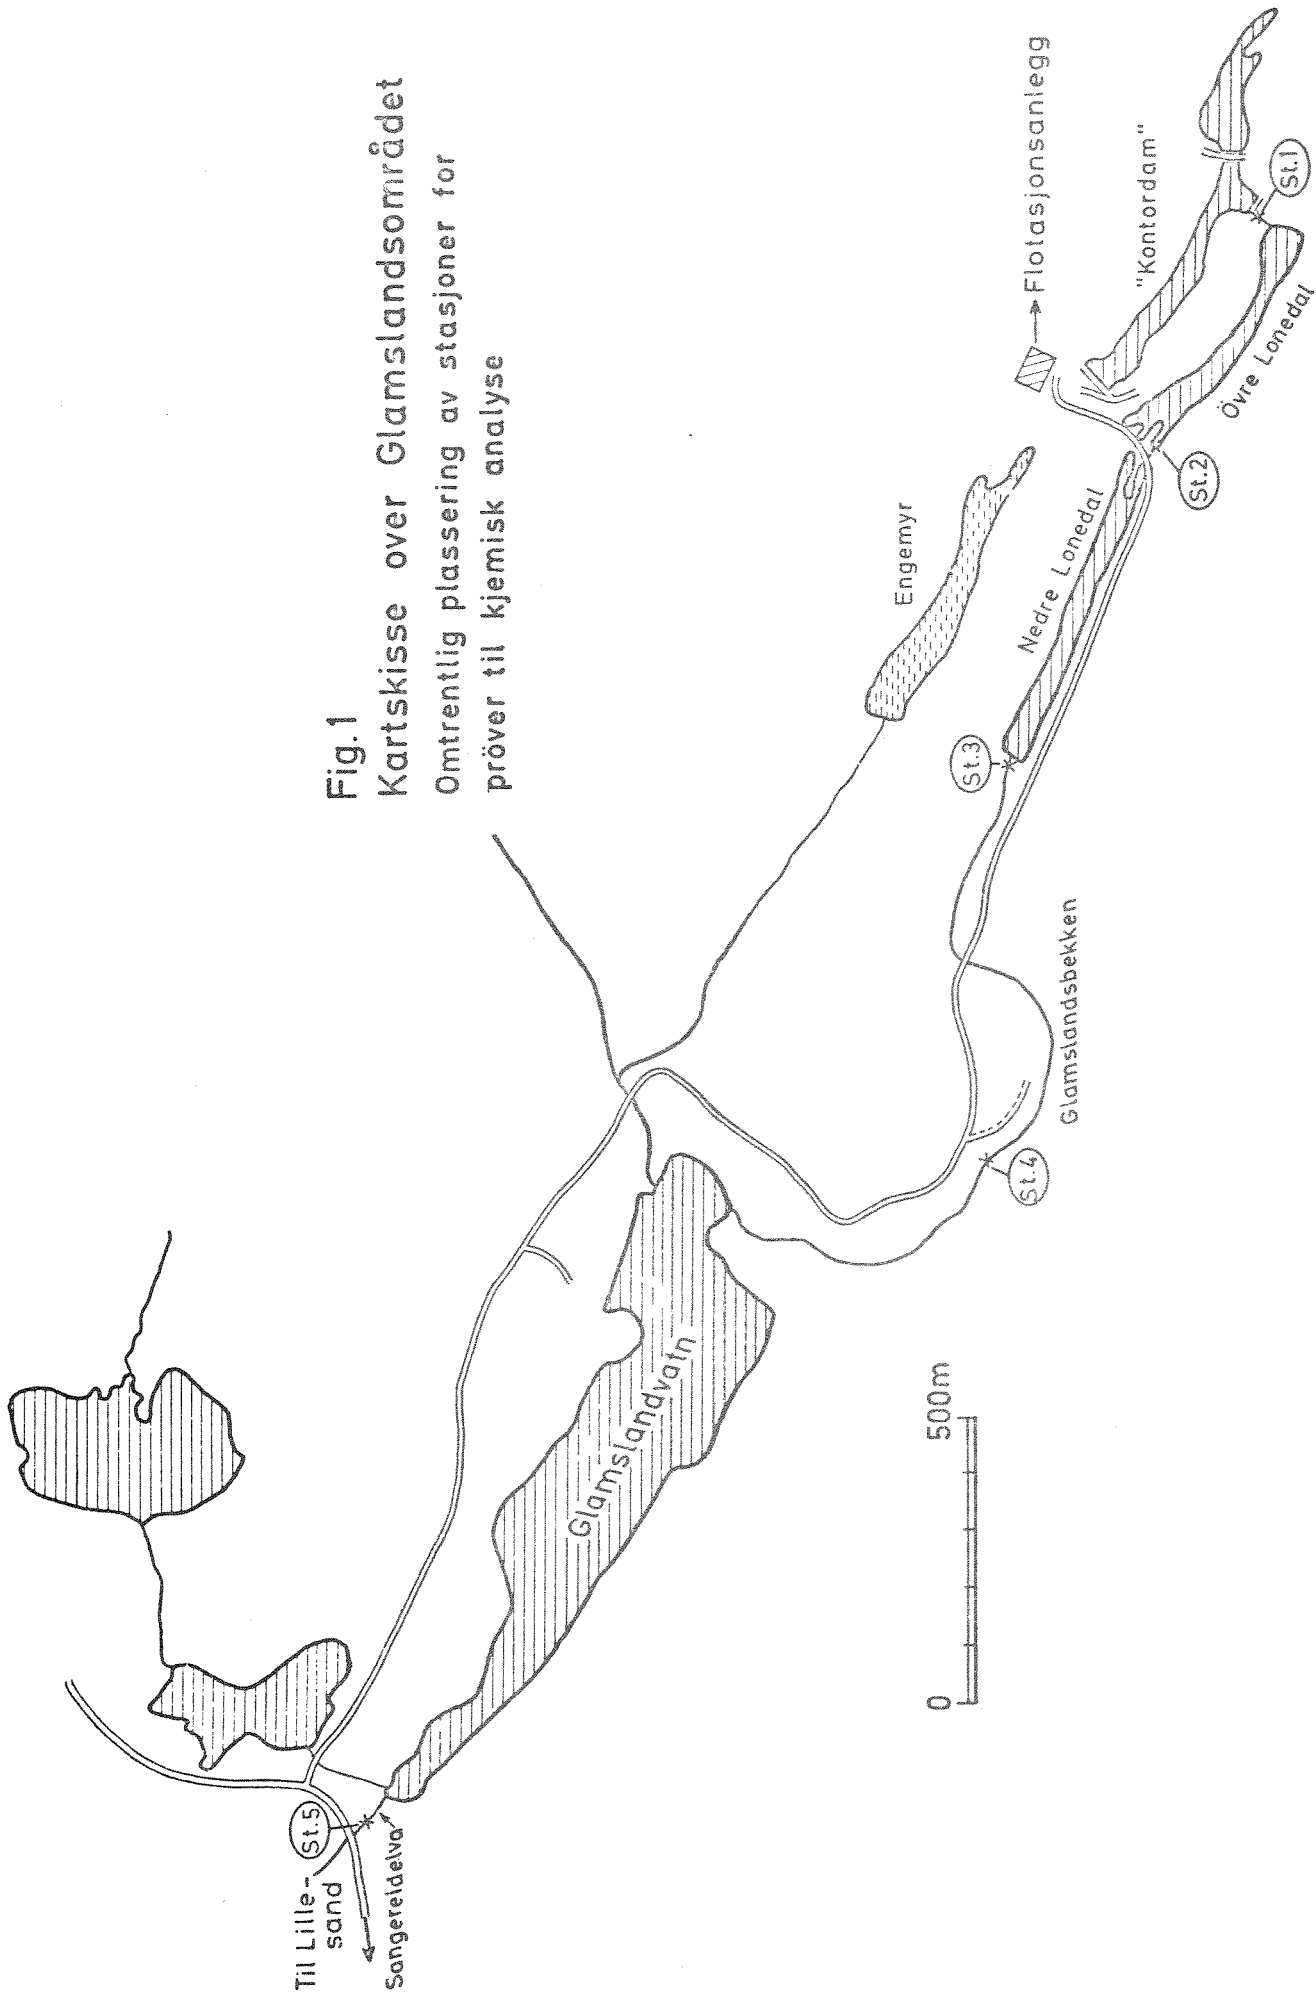 Fig.1
Kartskisse over Glamslandsområdet
Omtrentlig plassering av stasjoner for
pröver til kjemisk analyse
Til Lille-
sand
St.5
Sangereidelva
Glamslandvatn
0
500m
St.4
Glamslandsbekken
St.3
Engemyr
Nedre Lonedal
St.2
Flotasjonsanlegg
"Kontordam"
Övre Lonedal
St.1